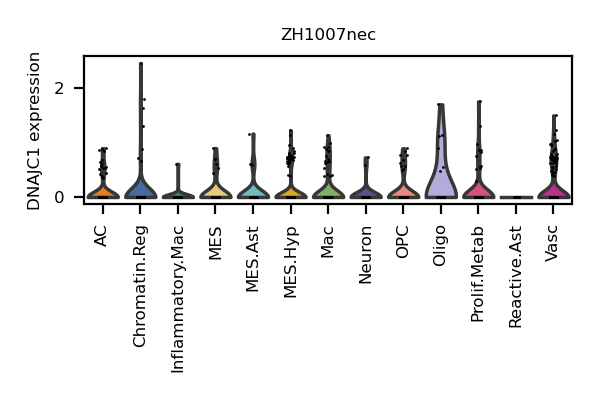 ZH1007nec
DNAJC1 expression
2
0
AC
Chromatin.Reg
Inflammatory.Mac
MES
MES.Ast
MES.Hyp
Mac
Neuron
OPC
Oligo
Prolif.Metab
Reactive.Ast
Vasc